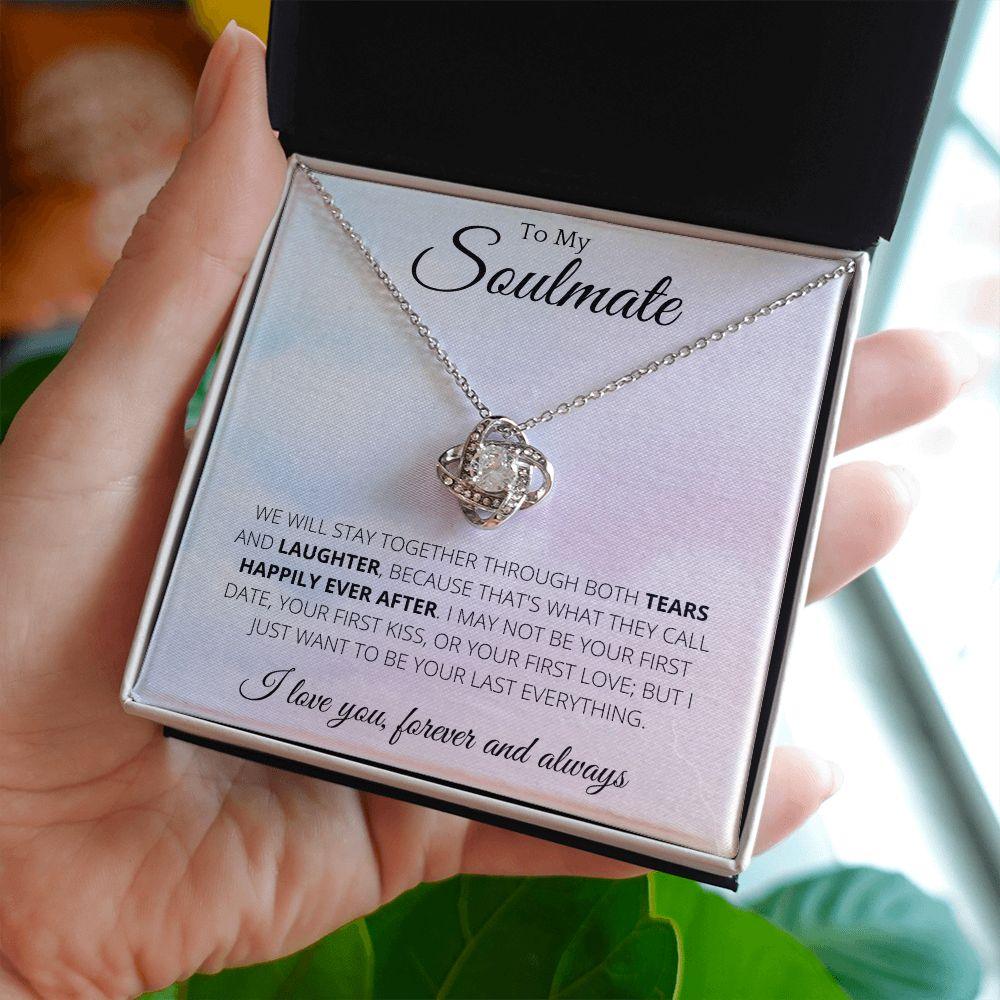 To My
Soulmate
WE WILL STAY TOGETHER THROUGH BOTH TEARS
AND LAUGHTER, BECAUSE THAT'S WHAT THEY CALL
HAPPILY EVER AFTER. I MAY NOT BE YOUR FIRST
DATE, YOUR FIRST KISS, OR YOUR FIRST LOVE; BUT I
JUST WANT TO BE YOUR LAST EVERYTHING.
I love you, forever and always